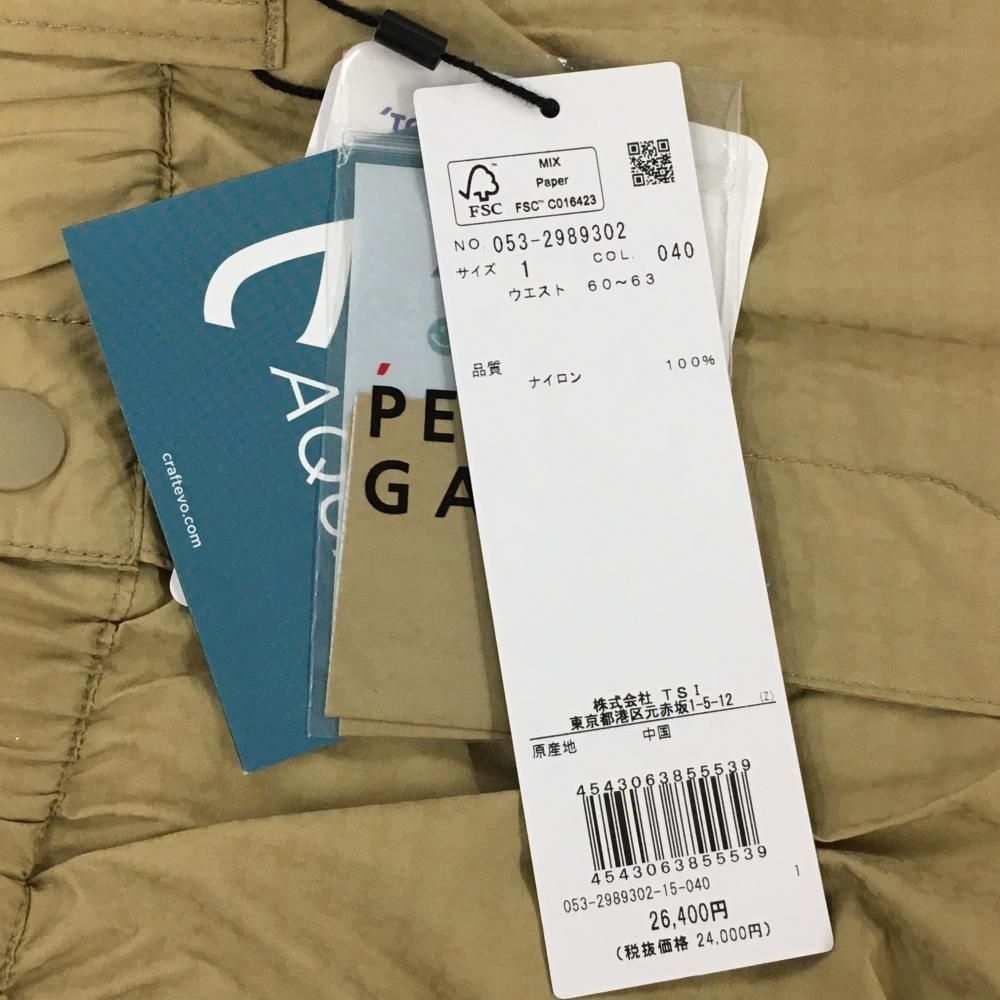 MIX
Paper
FSC™ C016423
FSC
NO. 053-2989302
サイズ 1 COL. 040
ウエスト 60～63
品質 ナイロン 100%
株式会社 TSI
東京都港区元赤坂1-5-12 (Z)
原産地 中国
4543063855539
4543063855539
053-2989302-15-040 1
26,400円
(税抜価格 24,000円)
PE
GA
craftevo.com